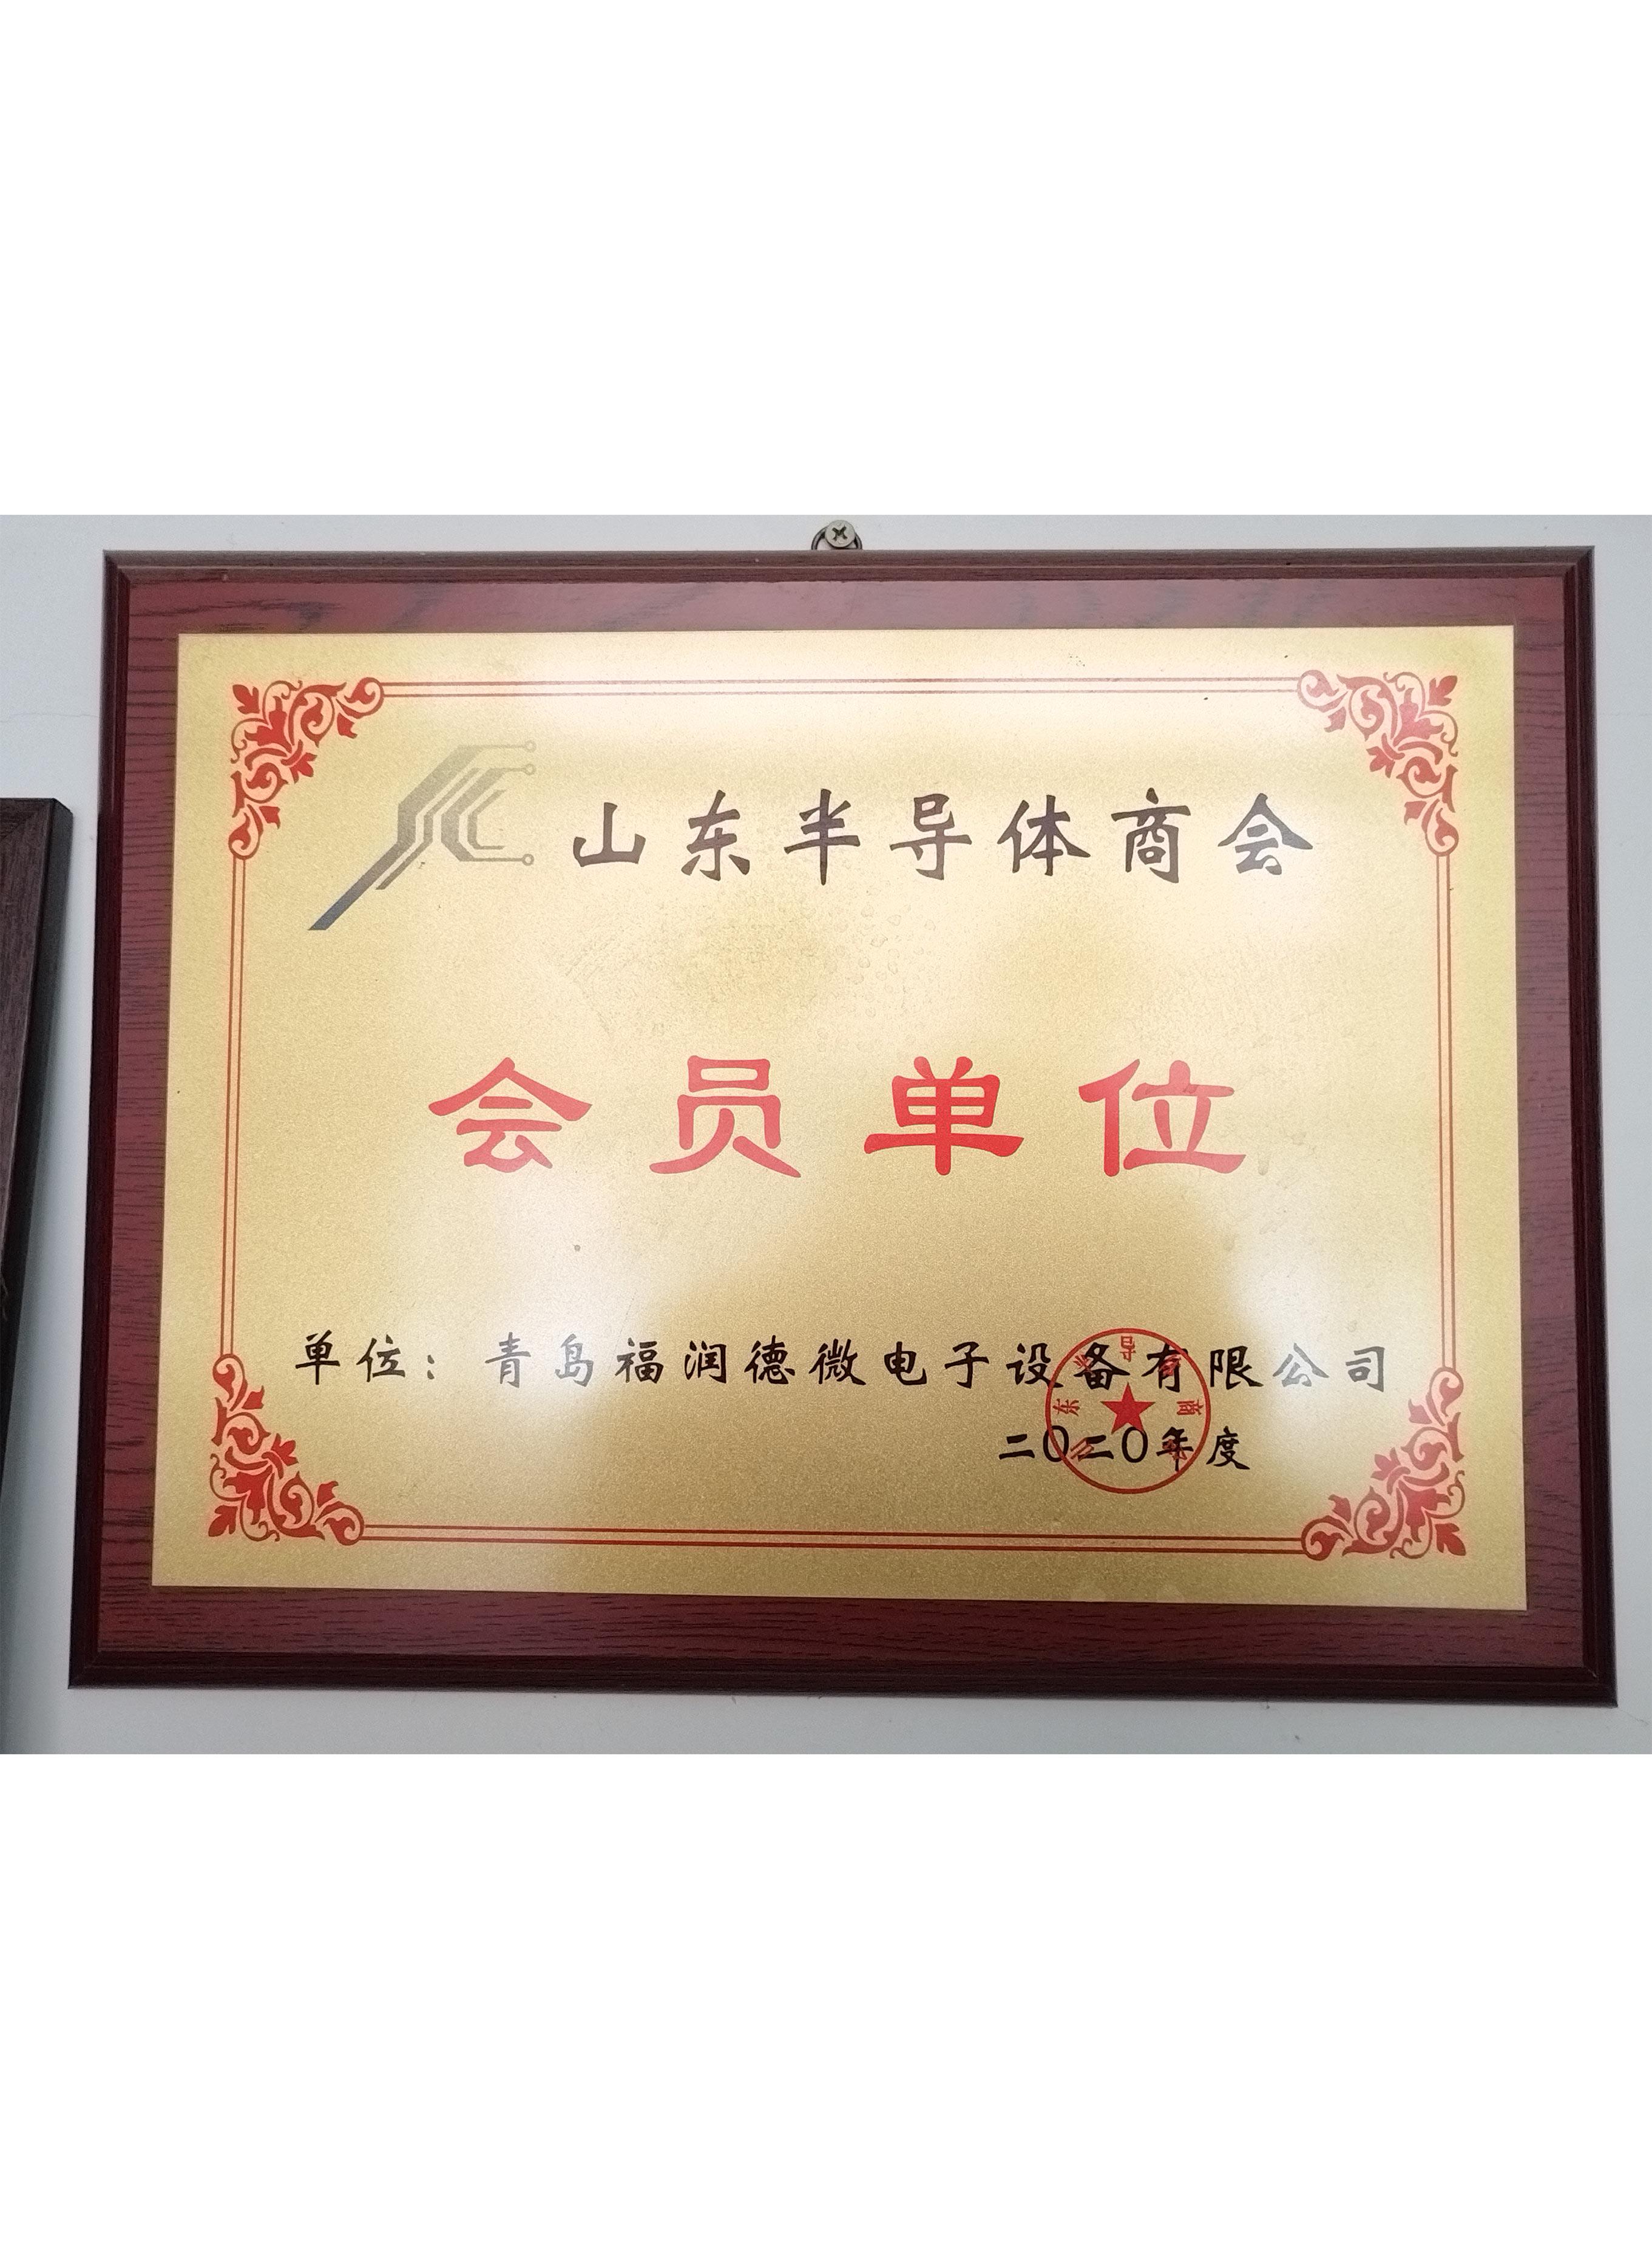 山东半导体商会
会员单位
单位：青岛福润德微电子设备有限公司
二〇二〇年度